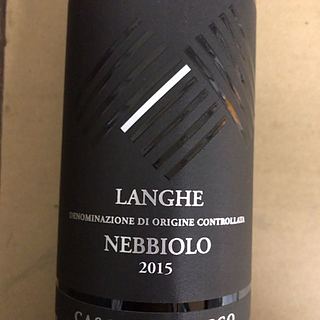 LANGHE
DENOMINAZIONE DI ORIGINE CONTROLLATA
NEBBIOLO
2015